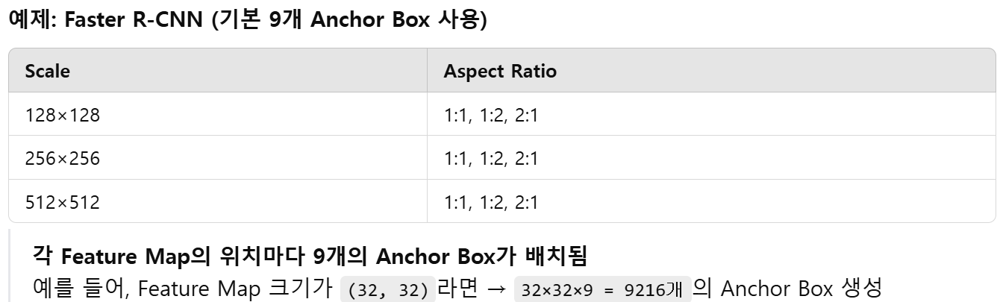 예제: Faster R-CNN (기본 9개 Anchor Box 사용)
Scale Aspect Ratio
128×128 1:1, 1:2, 2:1
256×256 1:1, 1:2, 2:1
512×512 1:1, 1:2, 2:1
각 Feature Map의 위치마다 9개의 Anchor Box가 배치됨
예를 들어, Feature Map 크기가 (32, 32)라면 → 32×32×9 = 9216개의 Anchor Box 생성